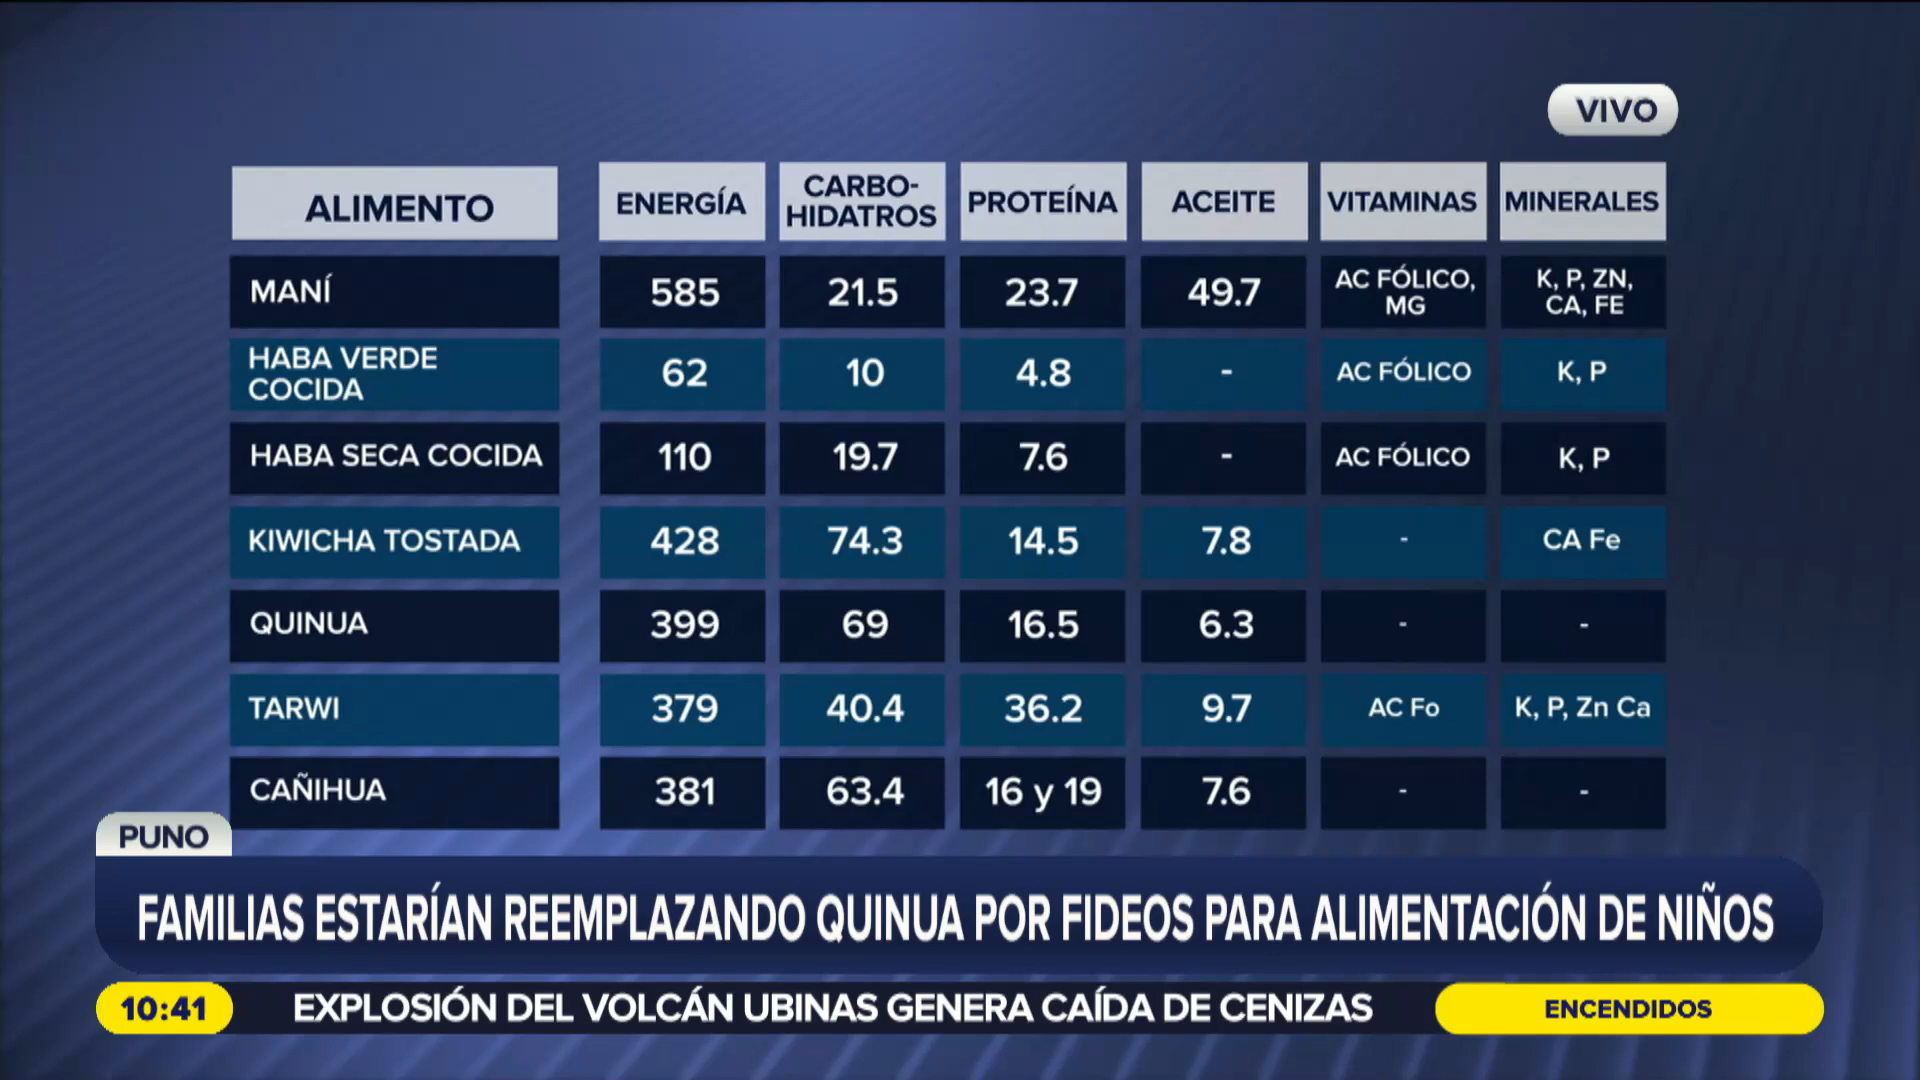 VIVO
ALIMENTO ENERGÍA CARBO-HIDATROS PROTEÍNA ACEITE VITAMINAS MINERALES
MANÍ 585 21.5 23.7 49.7 AC FÓLICO, MG K, P, ZN, CA, FE
HABA VERDE COCIDA 62 10 4.8 - AC FÓLICO K, P
HABA SECA COCIDA 110 19.7 7.6 - AC FÓLICO K, P
KIWICHA TOSTADA 428 74.3 14.5 7.8 - CA Fe
QUINUA 399 69 16.5 6.3 - -
TARWI 379 40.4 36.2 9.7 AC Fo K, P, Zn Ca
CAÑIHUA 381 63.4 16 y 19 7.6 - -
PUNO
FAMILIAS ESTARÍAN REEMPLAZANDO QUINUA POR FIDEOS PARA ALIMENTACIÓN DE NIÑOS
10:41 EXPLOSIÓN DEL VOLCÁN UBINAS GENERA CAÍDA DE CENIZAS ENCENDIDOS